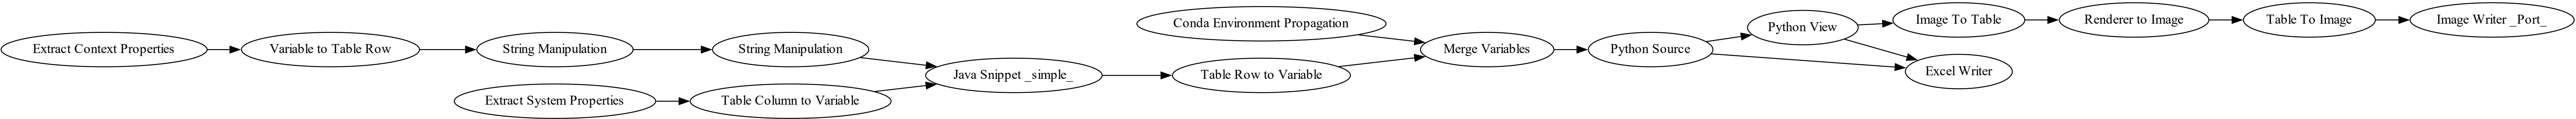 Extract Context Properties
Variable to Table Row
String Manipulation
String Manipulation
Extract System Properties
Table Column to Variable
Java Snippet _simple_
Conda Environment Propagation
Table Row to Variable
Merge Variables
Python Source
Python View
Image To Table
Renderer to Image
Table To Image
Image Writer _Port_
Excel Writer